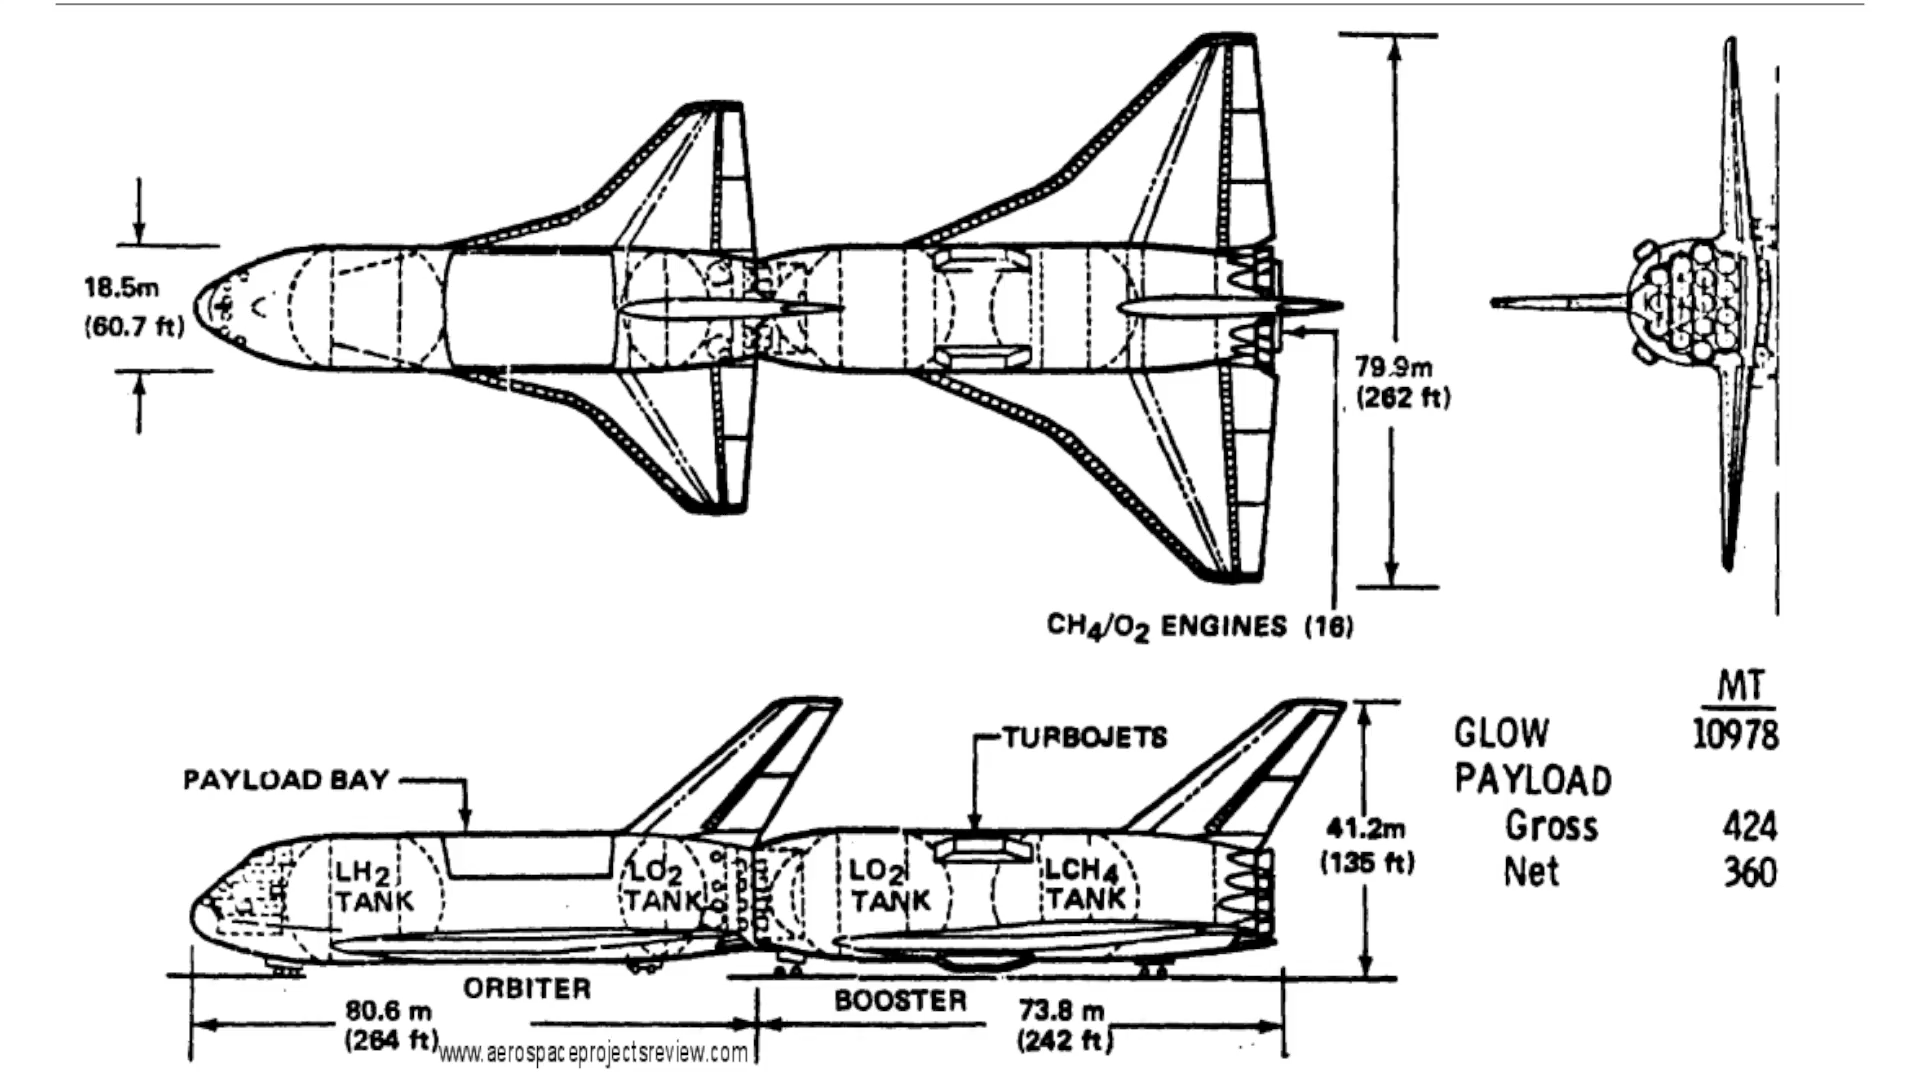 18.5m
(60.7 ft)
79.9m
(262 ft)
CH4/O2 ENGINES (16)
MT
GLOW 10978
PAYLOAD
Gross 424
Net 360
TURBOJETS
PAYLOAD BAY
41.2m
(135 ft)
LH2
TANK
LO2
TANK
LO2
TANK
LCH4
TANK
ORBITER
BOOSTER
80.6 m
(264 ft)
73.8 m
(242 ft)
www.aerospaceprojectsreview.com